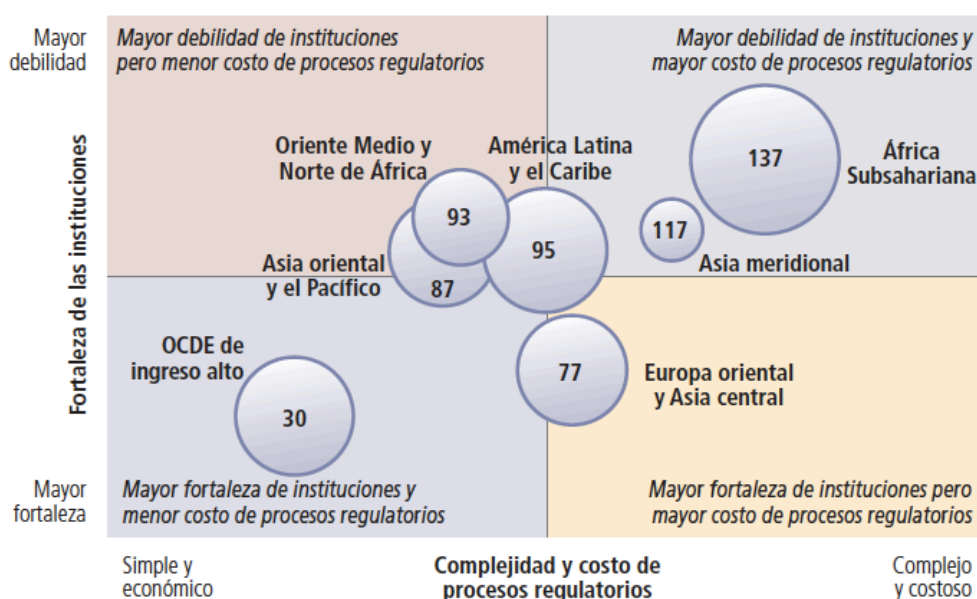 Mayor
debilidad
Mayor debilidad de instituciones
pero menor costo de procesos regulatorios
Mayor debilidad de instituciones y
mayor costo de procesos regulatorios
Fortaleza de las instituciones
Oriente Medio y
Norte de África
93
América Latina
y el Caribe
95
137
África
Subsahariana
117
Asia meridional
Asia oriental
y el Pacífico
87
OCDE de
ingreso alto
30
77
Europa oriental
y Asia central
Mayor
fortaleza
Mayor fortaleza de instituciones y
menor costo de procesos regulatorios
Mayor fortaleza de instituciones pero
mayor costo de procesos regulatorios
Simple y
económico
Complejidad y costo de
procesos regulatorios
Complejo
y costoso